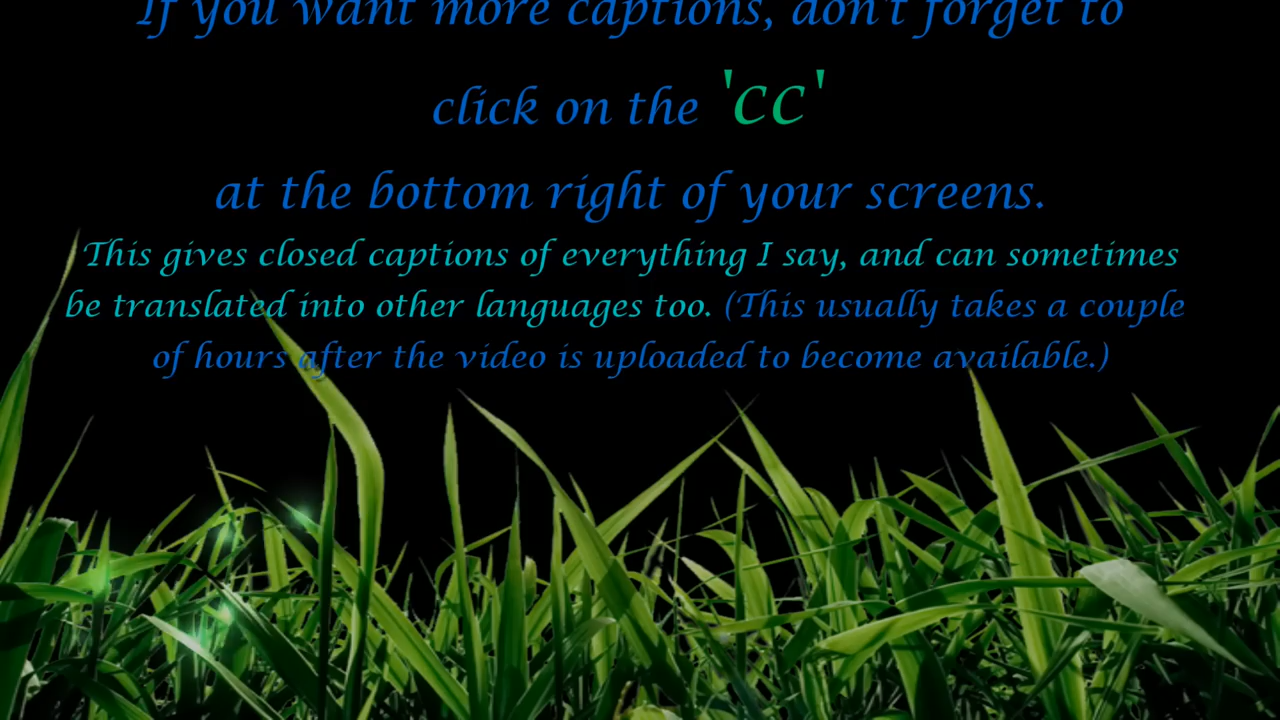 If you want more captions, don't forget to
click on the 'cc'
at the bottom right of your screens.
This gives closed captions of everything I say, and can sometimes
be translated into other languages too. (This usually takes a couple
of hours after the video is uploaded to become available.)